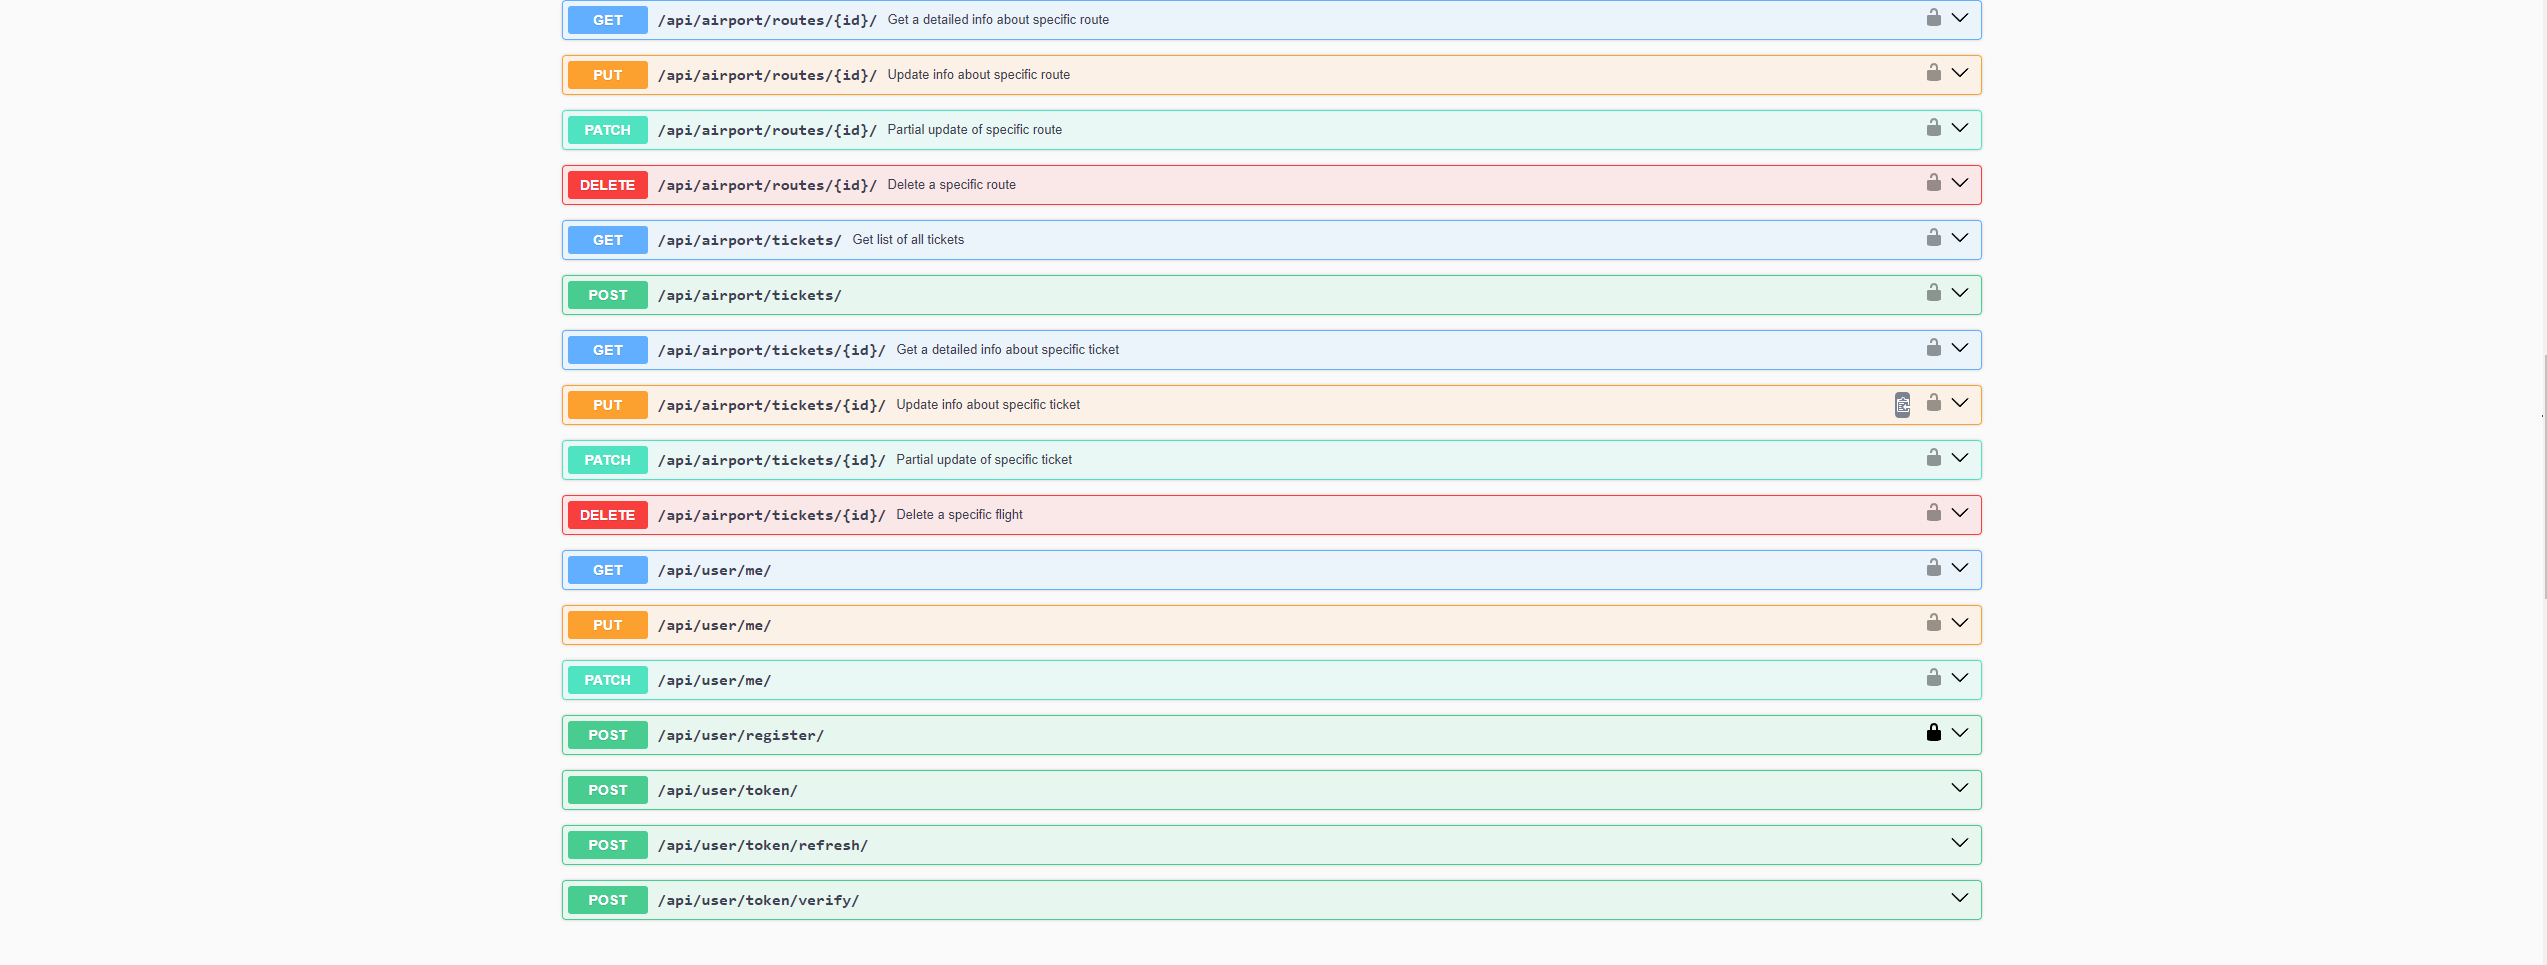 GET /api/airport/routes/{id}/ Get a detailed info about specific route
PUT /api/airport/routes/{id}/ Update info about specific route
PATCH /api/airport/routes/{id}/ Partial update of specific route
DELETE /api/airport/routes/{id}/ Delete a specific route
GET /api/airport/tickets/ Get list of all tickets
POST /api/airport/tickets/
GET /api/airport/tickets/{id}/ Get a detailed info about specific ticket
PUT /api/airport/tickets/{id}/ Update info about specific ticket
PATCH /api/airport/tickets/{id}/ Partial update of specific ticket
DELETE /api/airport/tickets/{id}/ Delete a specific flight
GET /api/user/me/
PUT /api/user/me/
PATCH /api/user/me/
POST /api/user/register/
POST /api/user/token/
POST /api/user/token/refresh/
POST /api/user/token/verify/